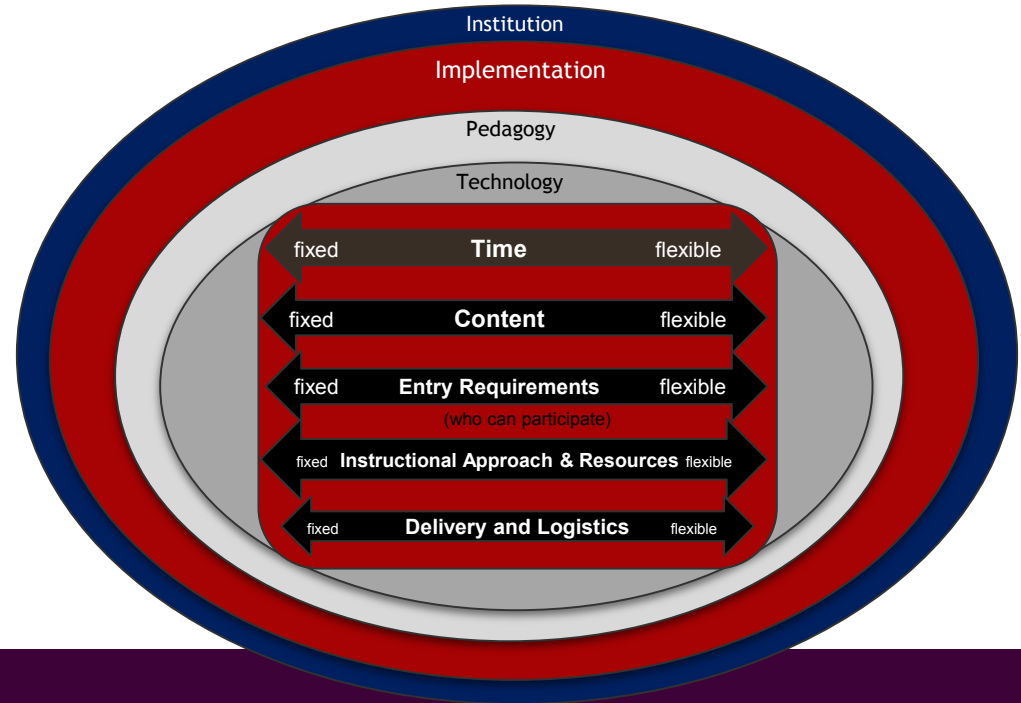 Institution
Implementation
Pedagogy
Technology
fixed Time flexible
fixed Content flexible
fixed Entry Requirements flexible
(who can participate)
fixed Instructional Approach & Resources flexible
fixed Delivery and Logistics flexible